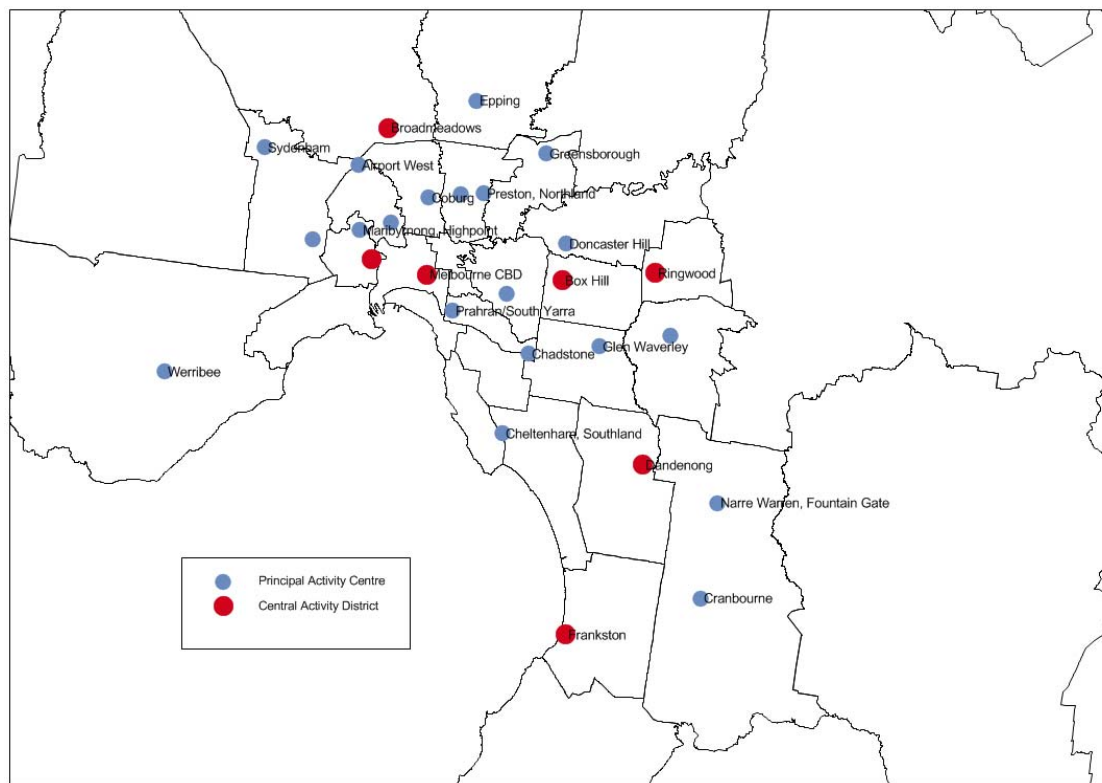 Epping
Broadmeadows
Sydenham
Greensborough
Airport West
Coburg
Preston, Northland
Maribyrnong, Highpoint
Doncaster Hill
Melbourne CBD
Box Hill
Ringwood
Prahran/South Yarra
Chadstone
Glen Waverley
Werribee
Cheltenham, Southland
Dandenong
Narre Warren, Fountain Gate
Principal Activity Centre
Central Activity District
Cranbourne
Frankston